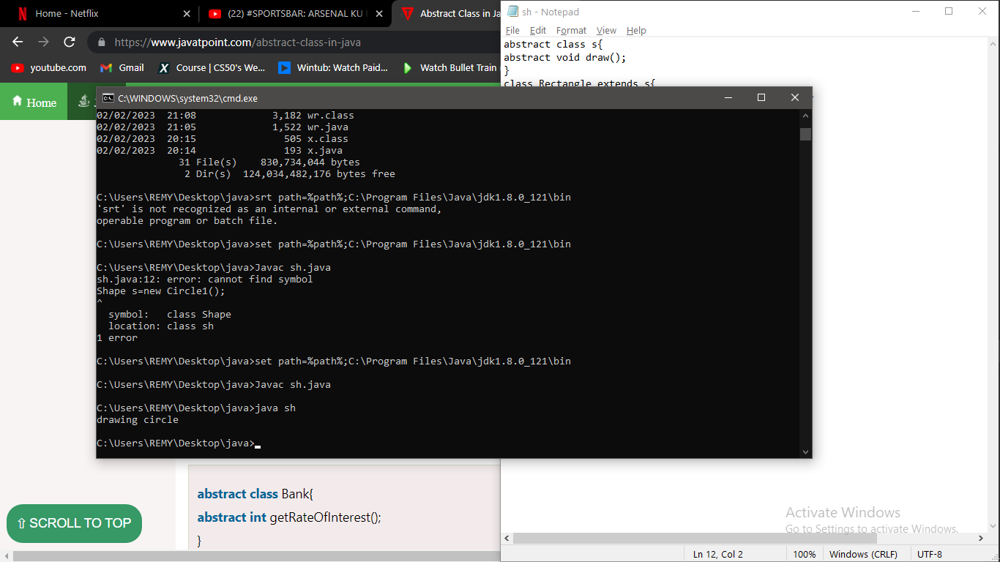 Home - Netflix
(22) #SPORTSBAR: ARSENAL KU
Abstract Class in Ja
https://www.javatpoint.com/abstract-class-in-java
youtube.com
Gmail
Course | CS50's We...
Wintub: Watch Paid...
Watch Bullet Train
Home
sh - Notepad
File Edit Format View Help
abstract class s{
abstract void draw();
}
class Rectangle extends s{
C:\WINDOWS\system32\cmd.exe
02/02/2023  21:08             3,182 wr.class
02/02/2023  21:05             1,522 wr.java
02/02/2023  20:15               505 x.class
02/02/2023  20:14               193 x.java
31 File(s)    830,734,044 bytes
2 Dir(s)  124,034,482,176 bytes free
C:\Users\REMY\Desktop\java>srt path=%path%;C:\Program Files\Java\jdk1.8.0_121\bin
'srt' is not recognized as an internal or external command,
operable program or batch file.
C:\Users\REMY\Desktop\java>set path=%path%;C:\Program Files\Java\jdk1.8.0_121\bin
C:\Users\REMY\Desktop\java>Javac sh.java
sh.java:12: error: cannot find symbol
Shape s=new Circle1();
^
symbol:   class Shape
location: class sh
1 error
C:\Users\REMY\Desktop\java>set path=%path%;C:\Program Files\Java\jdk1.8.0_121\bin
C:\Users\REMY\Desktop\java>Javac sh.java
C:\Users\REMY\Desktop\java>java sh
drawing circle
C:\Users\REMY\Desktop\java>
abstract class Bank{
abstract int getRateOfInterest();
}
⇧ SCROLL TO TOP
Activate Windows
Go to Settings to activate Windows.
Ln 12, Col 2
100%
Windows (CRLF)
UTF-8